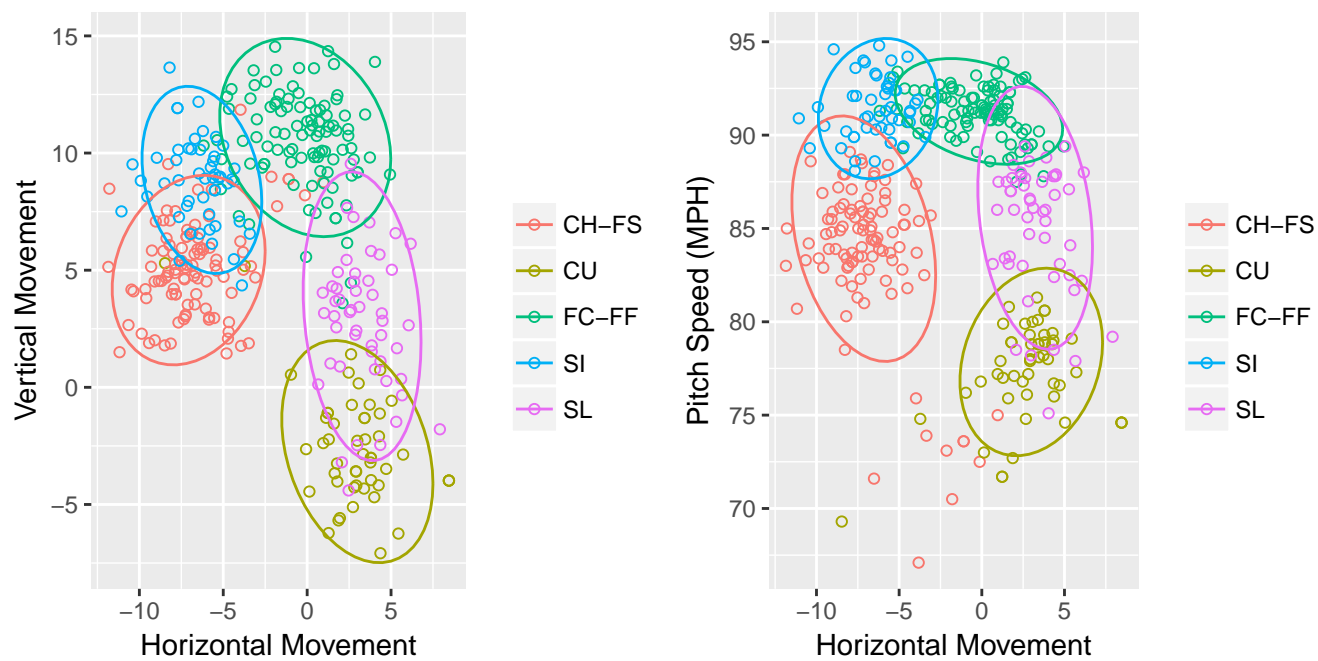 Vertical Movement
15
10
5
0
−5
−10 −5 0 5
Horizontal Movement
CH−FS
CU
FC−FF
SI
SL
Pitch Speed (MPH)
95
90
85
80
75
70
−10 −5 0 5
Horizontal Movement
CH−FS
CU
FC−FF
SI
SL